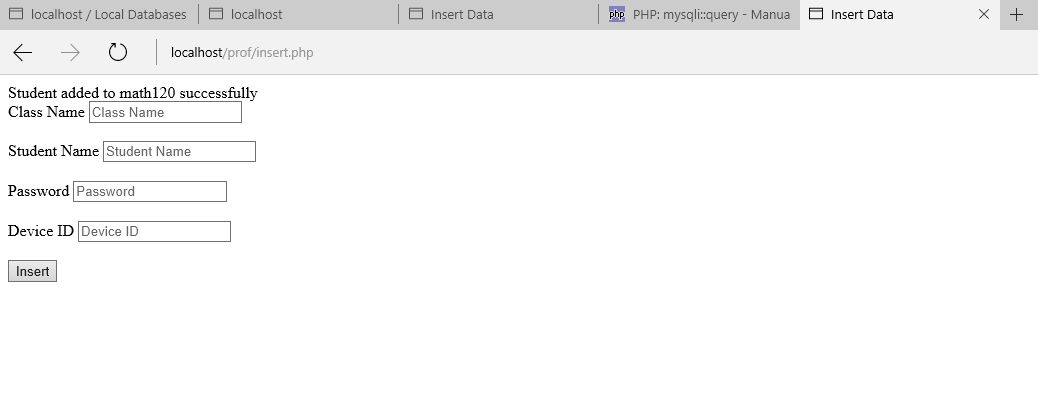 localhost / Local Databases
localhost
Insert Data
php
PHP: mysqli::query - Manua
Insert Data
localhost/prof/insert.php
Student added to math120 successfully
Class Name Class Name
Student Name Student Name
Password Password
Device ID Device ID
Insert